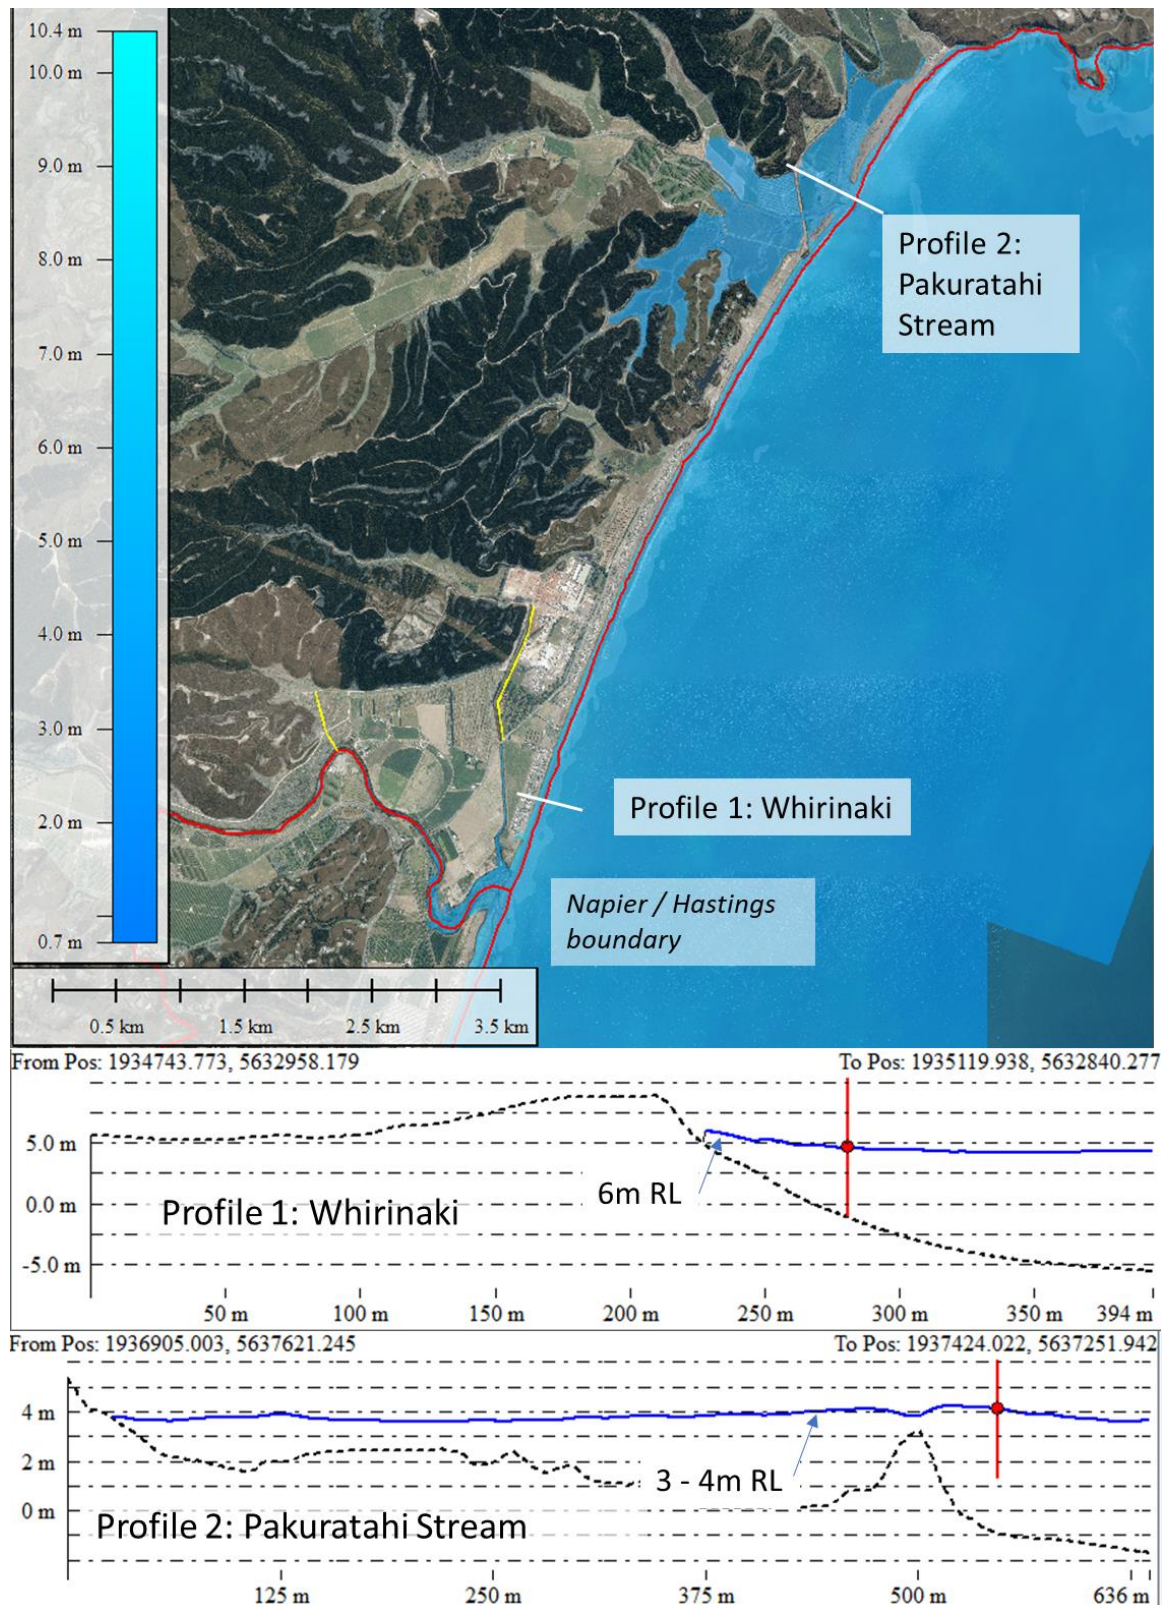 10.4 m
10.0 m
9.0 m
8.0 m
7.0 m
6.0 m
5.0 m
4.0 m
3.0 m
2.0 m
0.7 m
Profile 2:
Pakuratahi
Stream
Profile 1: Whirinaki
Napier / Hastings
boundary
0.5 km 1.5 km 2.5 km 3.5 km
From Pos: 1934743.773, 5632958.179 To Pos: 1935119.938, 5632840.277
5.0 m
6m RL
0.0 m
Profile 1: Whirinaki
-5.0 m
50 m 100 m 150 m 200 m 250 m 300 m 350 m 394 m
From Pos: 1936905.003, 5637621.245 To Pos: 1937424.022, 5637251.942
4 m
2 m
3 - 4m RL
0 m
Profile 2: Pakuratahi Stream
125 m 250 m 375 m 500 m 636 m